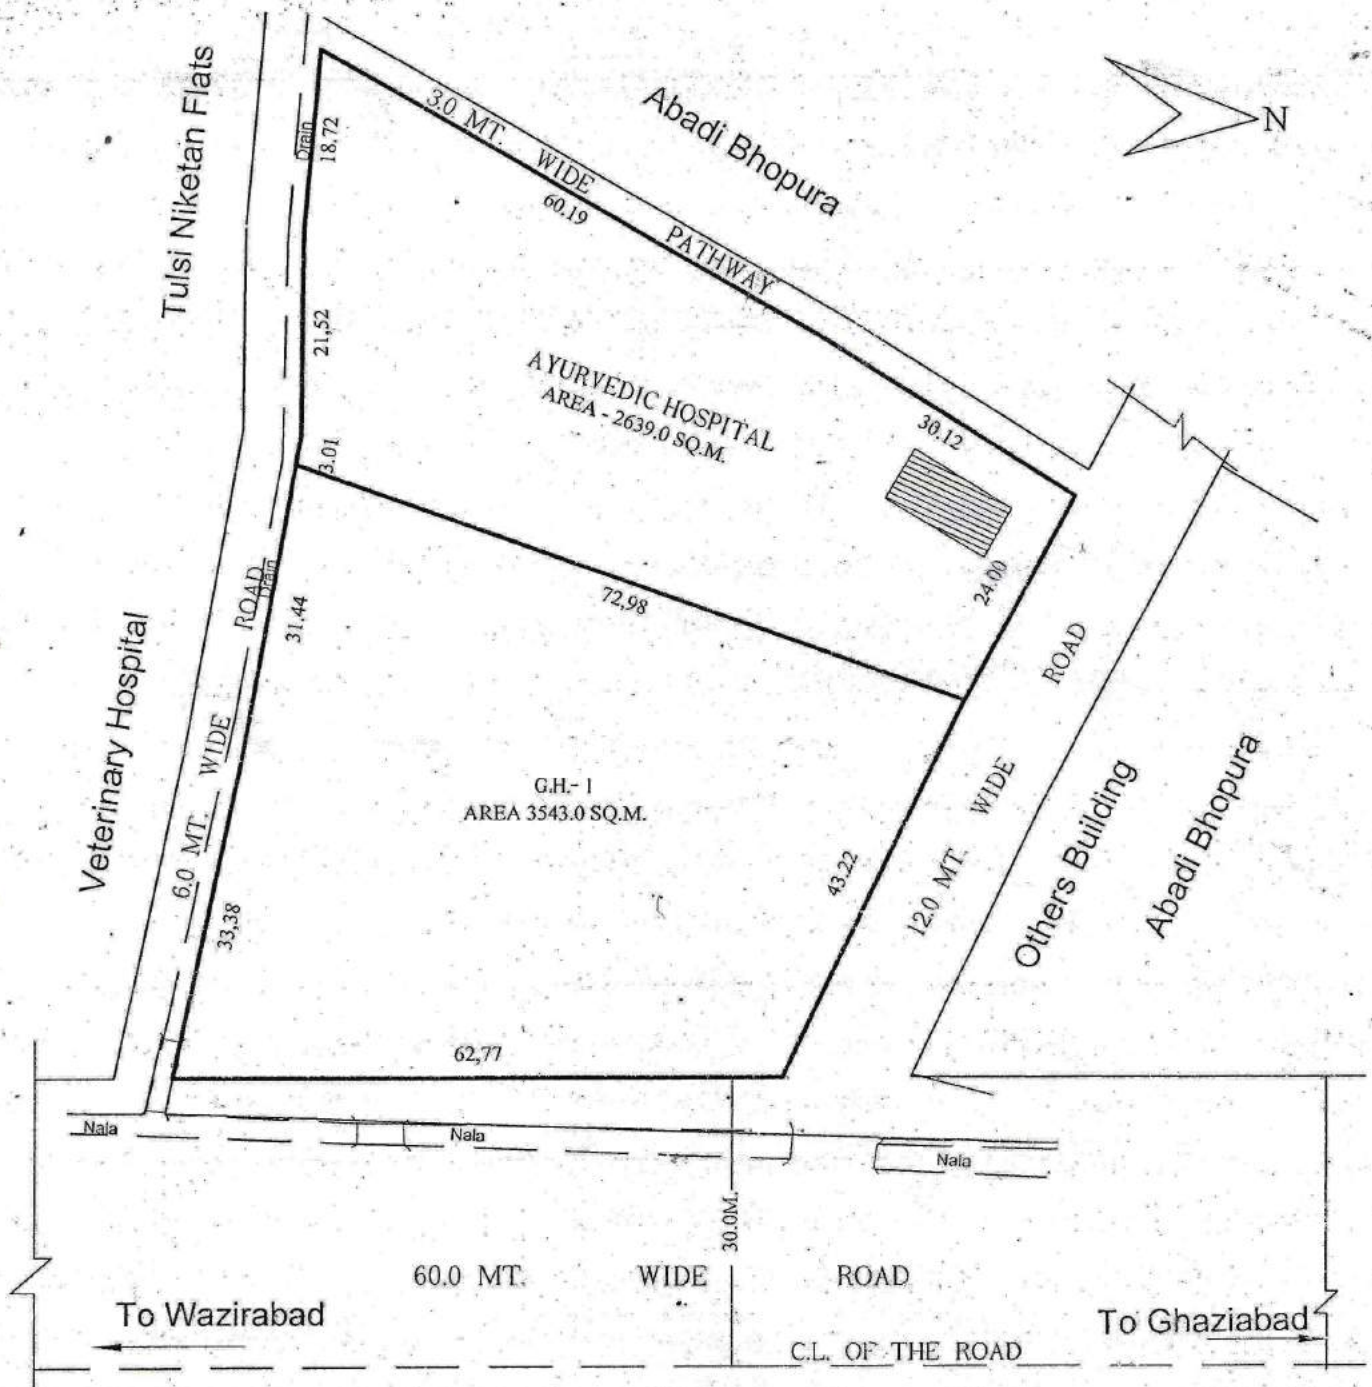 Tulsi Niketan Flats
Drain
18,72
3.0 MT. WIDE PATHWAY
60.19
Abadi Bhopura
N
21,52
AYURVEDIC HOSPITAL
AREA - 2639.0 SQ.M.
30.12
3.01
24.00
72,98
Drain
31,44
6.0 MT. WIDE ROAD
Veterinary Hospital
33,38
G.H.- 1
AREA 3543.0 SQ.M.
43.22
12.0 MT. WIDE ROAD
Others Building
Abadi Bhopura
62,77
Nala
Nala
Nala
30.0M.
60.0 MT. WIDE ROAD
To Wazirabad
To Ghaziabad
C.L. OF THE ROAD